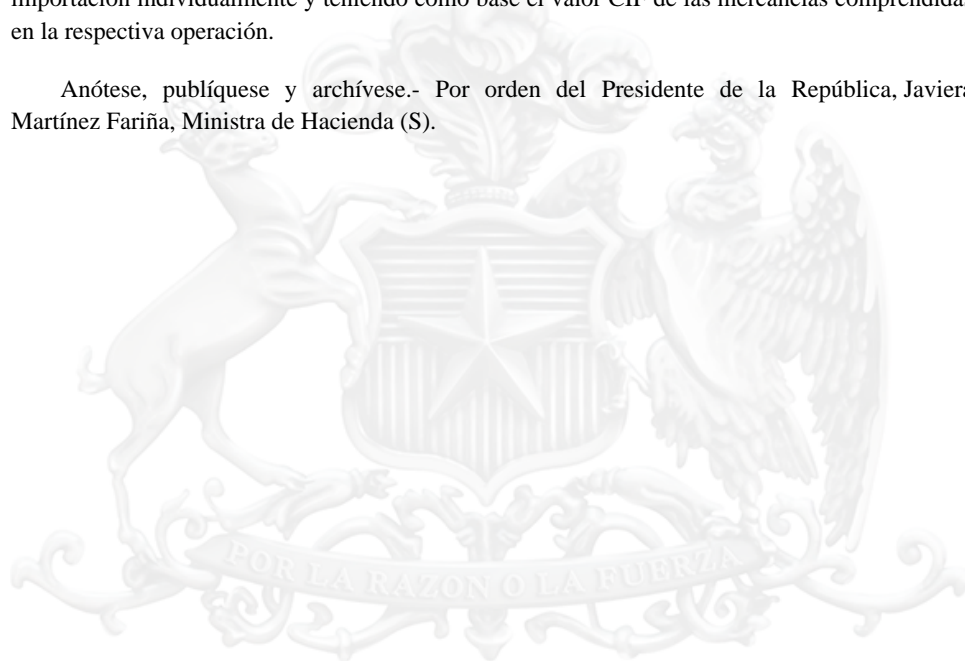 importación individualmente y teniendo como base el valor CIF de las mercancías comprendidas
en la respectiva operación.
Anótese, publíquese y archívese.- Por orden del Presidente de la República, Javiera
Martínez Fariña, Ministra de Hacienda (S).
POR LA RAZON O LA FUERZA